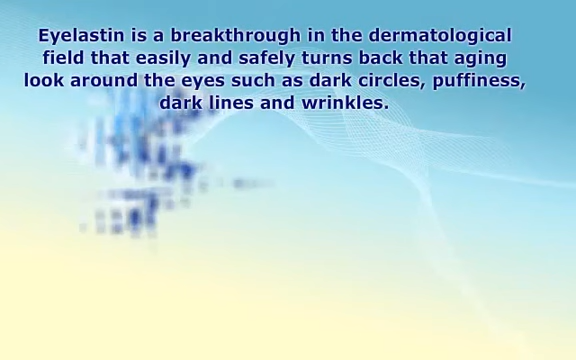 Eyelastin is a breakthrough in the dermatological
field that easily and safely turns back that aging
look around the eyes such as dark circles, puffiness,
dark lines and wrinkles.